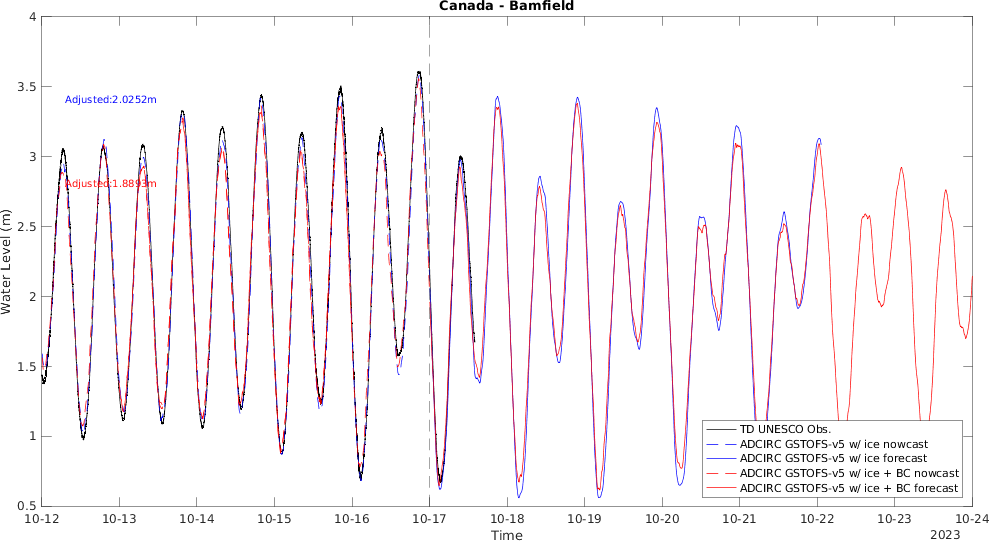 Canada - Bamfield
4
3.5
3
2.5
2
1.5
1
0.5
Water Level (m)
Adjusted:2.0252m
Adjusted:1.8893m
TD UNESCO Obs.
ADCIRC GSTOFS-v5 w/ ice nowcast
ADCIRC GSTOFS-v5 w/ ice forecast
ADCIRC GSTOFS-v5 w/ ice + BC nowcast
ADCIRC GSTOFS-v5 w/ ice + BC forecast
10-12 10-13 10-14 10-15 10-16 10-17 10-18 10-19 10-20 10-21 10-22 10-23 10-24
Time
2023